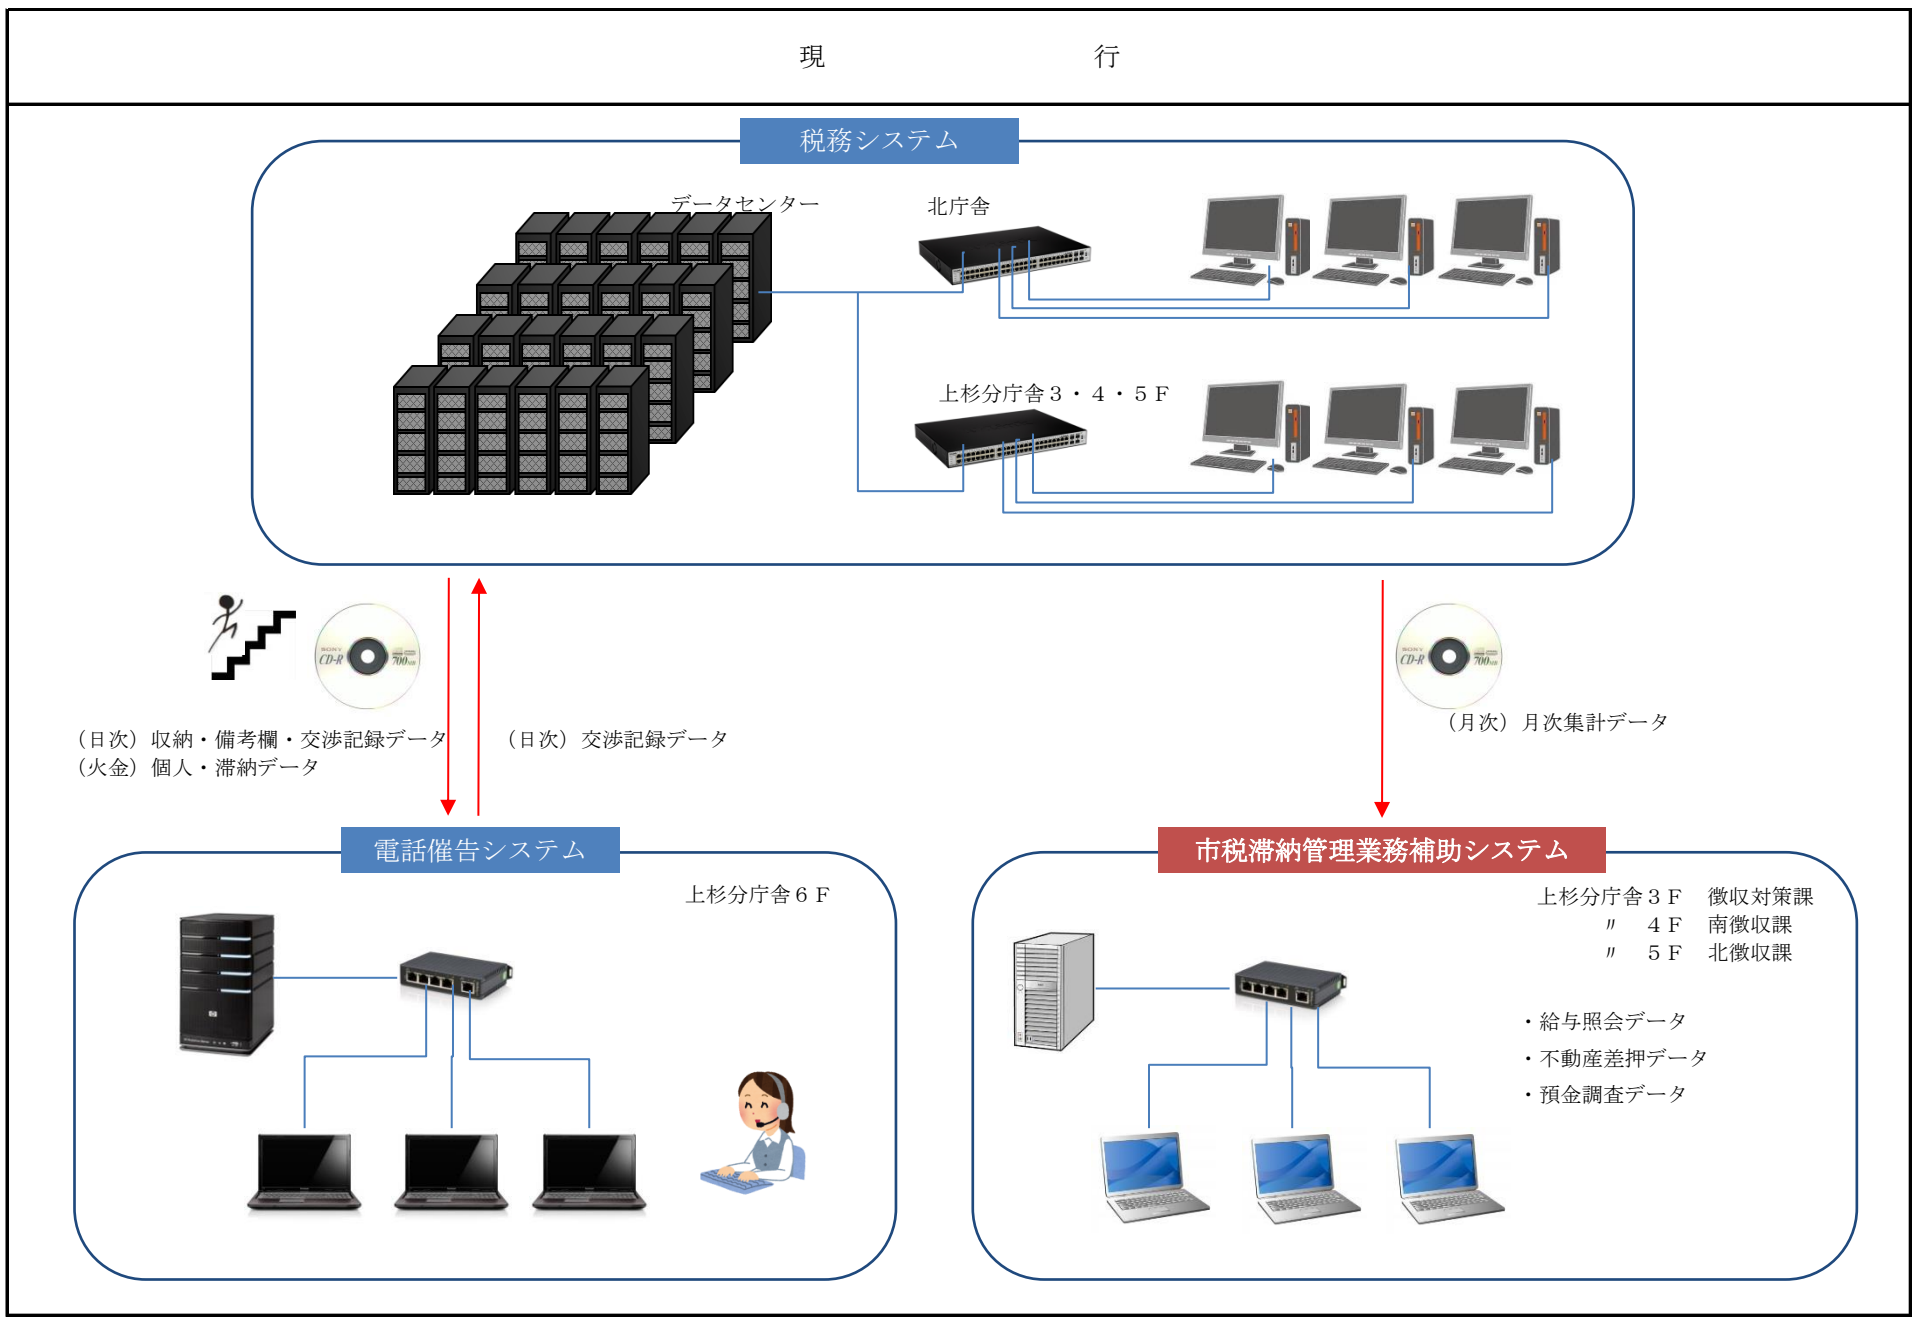 現　行
税務システム
データセンター
北庁舎
上杉分庁舎３・４・５Ｆ
SONY
CD-R
700MB
SONY
CD-R
700MB
（日次）収納・備考欄・交渉記録データ
（火金）個人・滞納データ
（日次）交渉記録データ
（月次）月次集計データ
電話催告システム
上杉分庁舎６Ｆ
市税滞納管理業務補助システム
上杉分庁舎３Ｆ　徴収対策課
〃　４Ｆ　南徴収課
〃　５Ｆ　北徴収課
・給与照会データ
・不動産差押データ
・預金調査データ